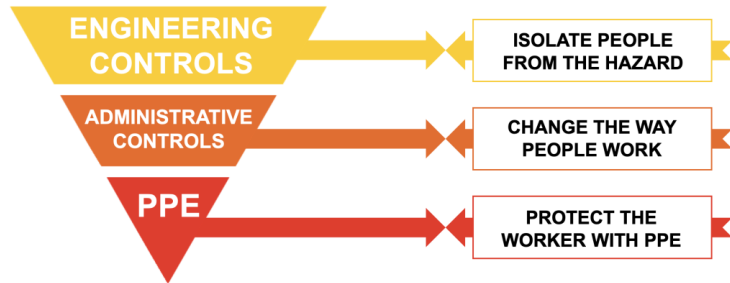 ENGINEERING
CONTROLS
ISOLATE PEOPLE
FROM THE HAZARD
ADMINISTRATIVE
CONTROLS
CHANGE THE WAY
PEOPLE WORK
PPE
PROTECT THE
WORKER WITH PPE